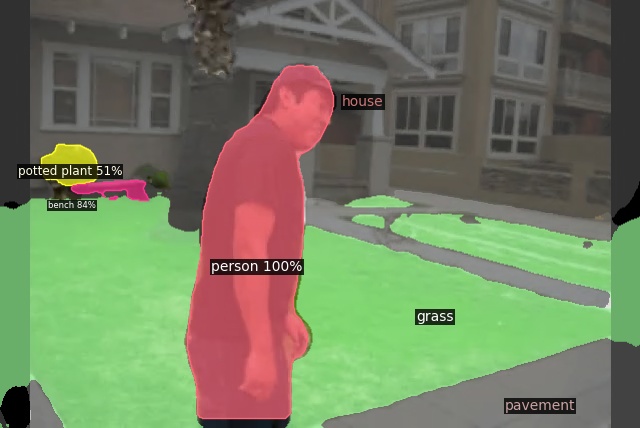 house
potted plant 51%
bench 84%
person 100%
grass
pavement